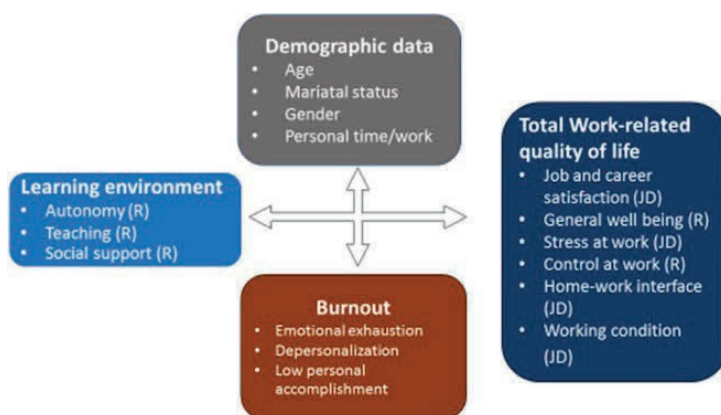 Demographic data
• Age
• Mariatal status
• Gender
• Personal time/work
Learning environment
• Autonomy (R)
• Teaching (R)
• Social support (R)
Total Work-related
quality of life
• Job and career
satisfaction (JD)
• General well being (R)
• Stress at work (JD)
• Control at work (R)
• Home-work interface
(JD)
• Working condition
(JD)
Burnout
• Emotional exhaustion
• Depersonalization
• Low personal
accomplishment